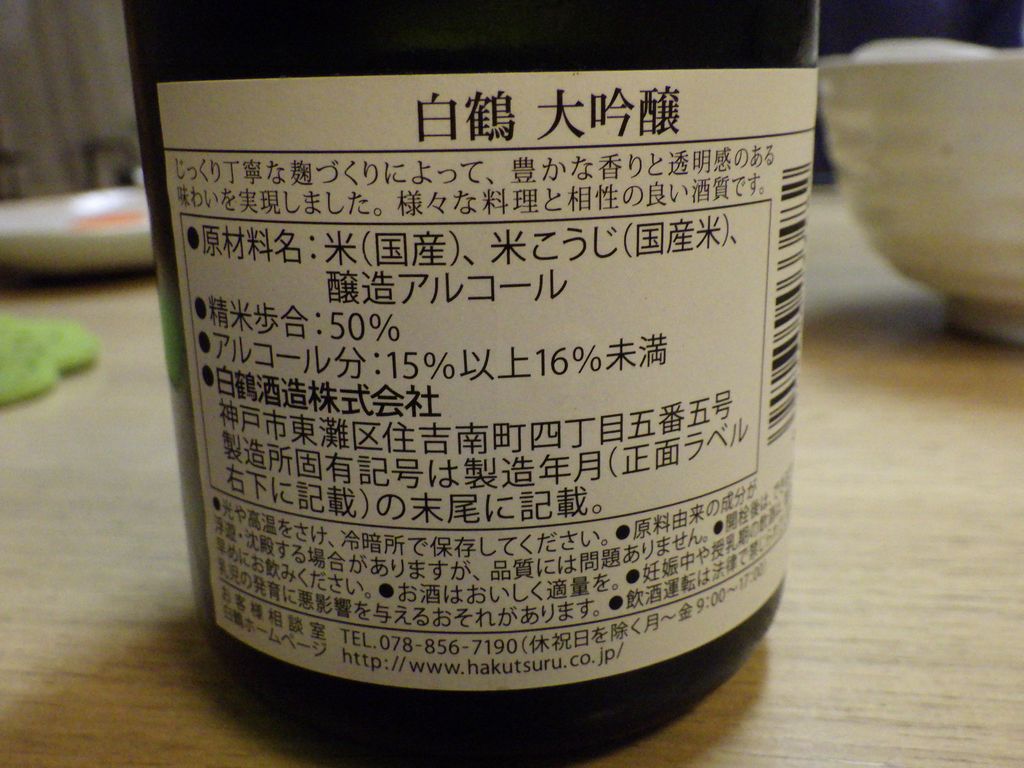 白鶴 大吟醸
じっくり丁寧な麹づくりによって、豊かな香りと透明感のある
味わいを実現しました。様々な料理と相性の良い酒質です。
●原材料名：米（国産）、米こうじ（国産米）、
醸造アルコール
●精米歩合：50％
●アルコール分：15％以上16％未満
●白鶴酒造株式会社
神戸市東灘区住吉南町四丁目五番五号
製造所固有記号は製造年月（正面ラベル
右下に記載）の末尾に記載。
●光や高温をさけ、冷暗所で保存してください。●原料由来の成分が
浮遊・沈殿する場合がありますが、品質には問題ありません。●開栓後は、
早めにお飲みください。●お酒はおいしく適量を。●妊娠中や授乳期の飲酒は、
乳児の発育に悪影響を与えるおそれがあります。●飲酒運転は法律で禁じ
お客様相談室 TEL.078-856-7190（休祝日を除く月〜金 9:00〜17:00）
白鶴ホームページ http://www.hakutsuru.co.jp/